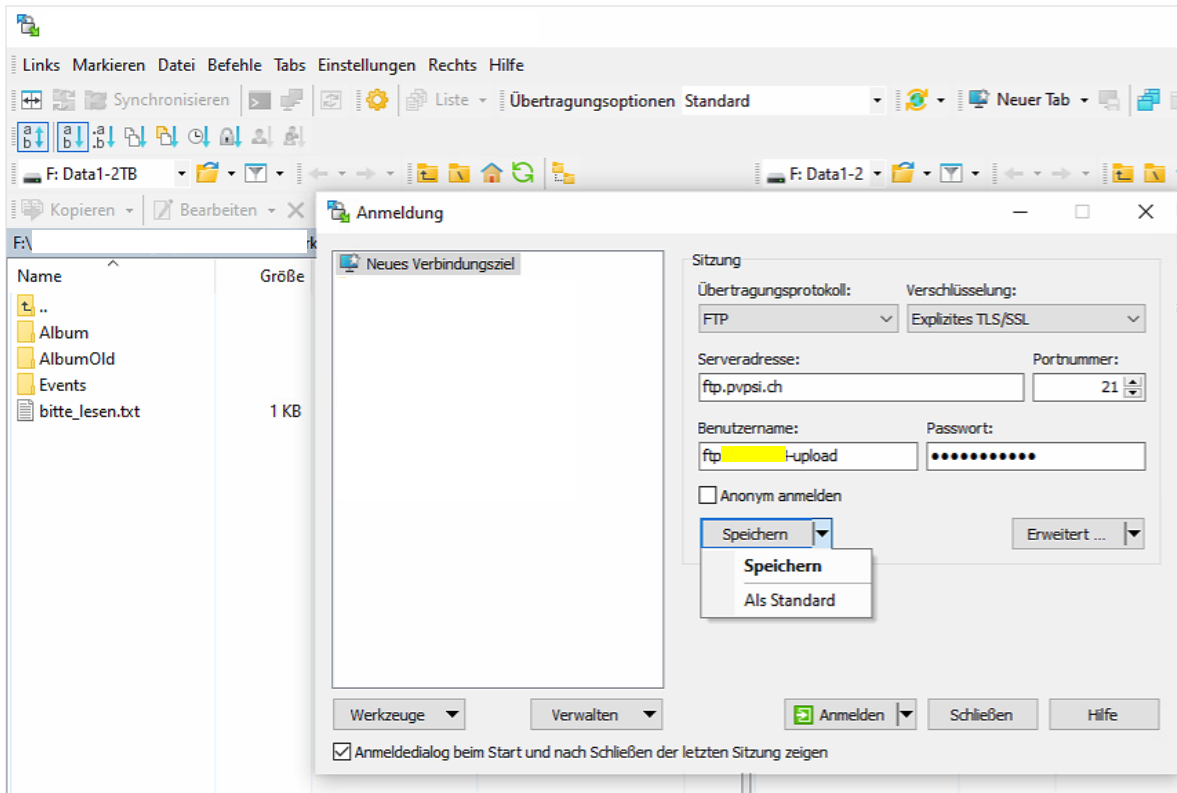 Links Markieren Datei Befehle Tabs Einstellungen Rechts Hilfe
Synchronisieren Liste Übertragungsoptionen Standard Neuer Tab
F: Data1-2TB F: Data1-2
Kopieren Bearbeiten
Anmeldung
F:\
Name Größe
..
Album
AlbumOld
Events
bitte_lesen.txt 1 KB
Neues Verbindungsziel
Sitzung
Übertragungsprotokoll: Verschlüsselung:
FTP Explizites TLS/SSL
Serveradresse: Portnummer:
ftp.pvpsi.ch 21
Benutzername: Passwort:
ftp -upload ●●●●●●●●●●●
Anonym anmelden
Speichern Erweitert ...
Speichern
Als Standard
Werkzeuge Verwalten Anmelden Schließen Hilfe
Anmeldedialog beim Start und nach Schließen der letzten Sitzung zeigen